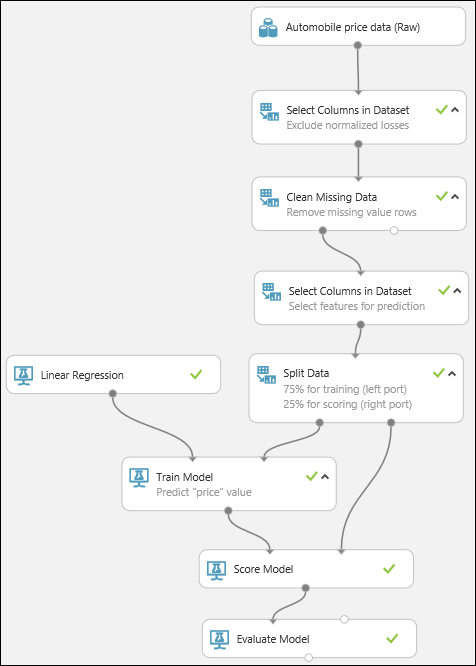 Automobile price data (Raw)
Select Columns in Dataset
Exclude normalized losses
Clean Missing Data
Remove missing value rows
Select Columns in Dataset
Select features for prediction
Linear Regression
Split Data
75% for training (left port)
25% for scoring (right port)
Train Model
Predict "price" value
Score Model
Evaluate Model